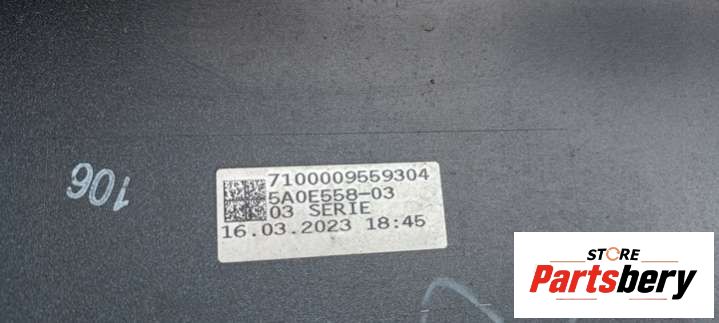 106
7100009559304
5A0E558-03
03 SERIE
16.03.2023 18:45
STORE
Partsbery